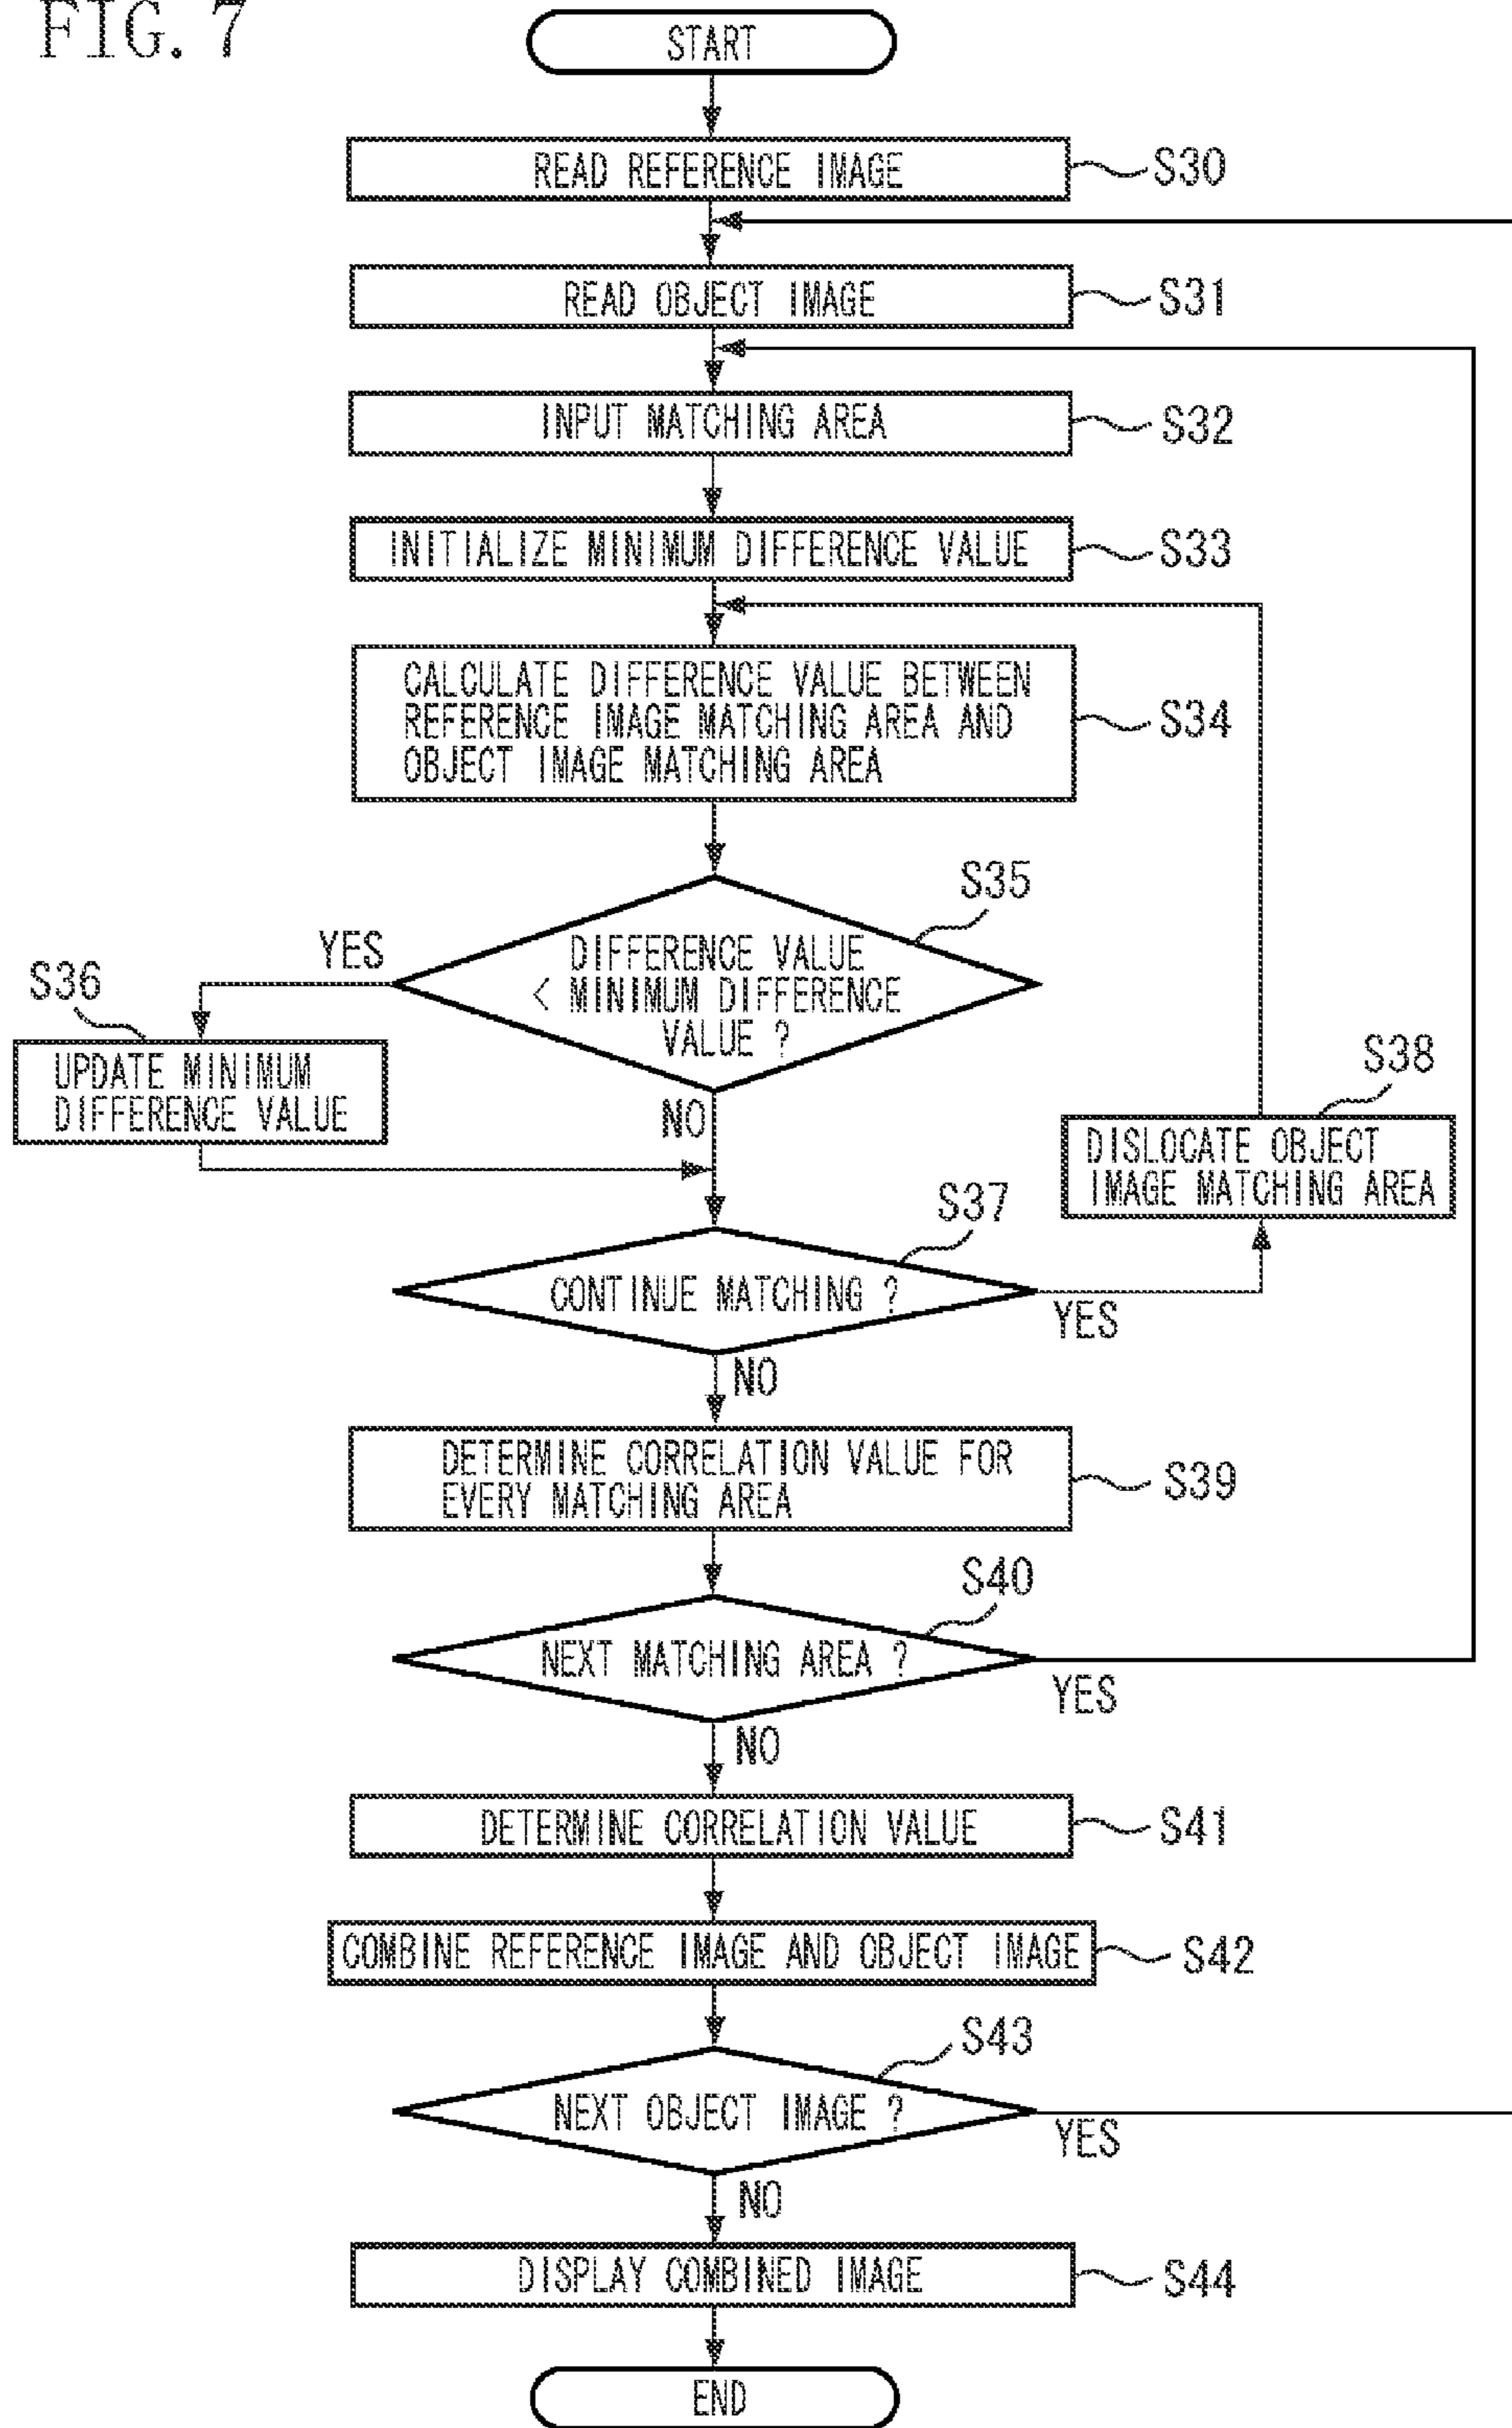 FIG. 7
START
READ REFERENCE IMAGE
S30
READ OBJECT IMAGE
S31
INPUT MATCHING AREA
S32
INITIALIZE MINIMUM DIFFERENCE VALUE
S33
CALCULATE DIFFERENCE VALUE BETWEEN
REFERENCE IMAGE MATCHING AREA AND
OBJECT IMAGE MATCHING AREA
S34
S35
DIFFERENCE VALUE
< MINIMUM DIFFERENCE
VALUE ?
YES
NO
S36
UPDATE MINIMUM
DIFFERENCE VALUE
S38
DISLOCATE OBJECT
IMAGE MATCHING AREA
S37
CONTINUE MATCHING ?
YES
NO
DETERMINE CORRELATION VALUE FOR
EVERY MATCHING AREA
S39
S40
NEXT MATCHING AREA ?
YES
NO
DETERMINE CORRELATION VALUE
S41
COMBINE REFERENCE IMAGE AND OBJECT IMAGE
S42
S43
NEXT OBJECT IMAGE ?
YES
NO
DISPLAY COMBINED IMAGE
S44
END